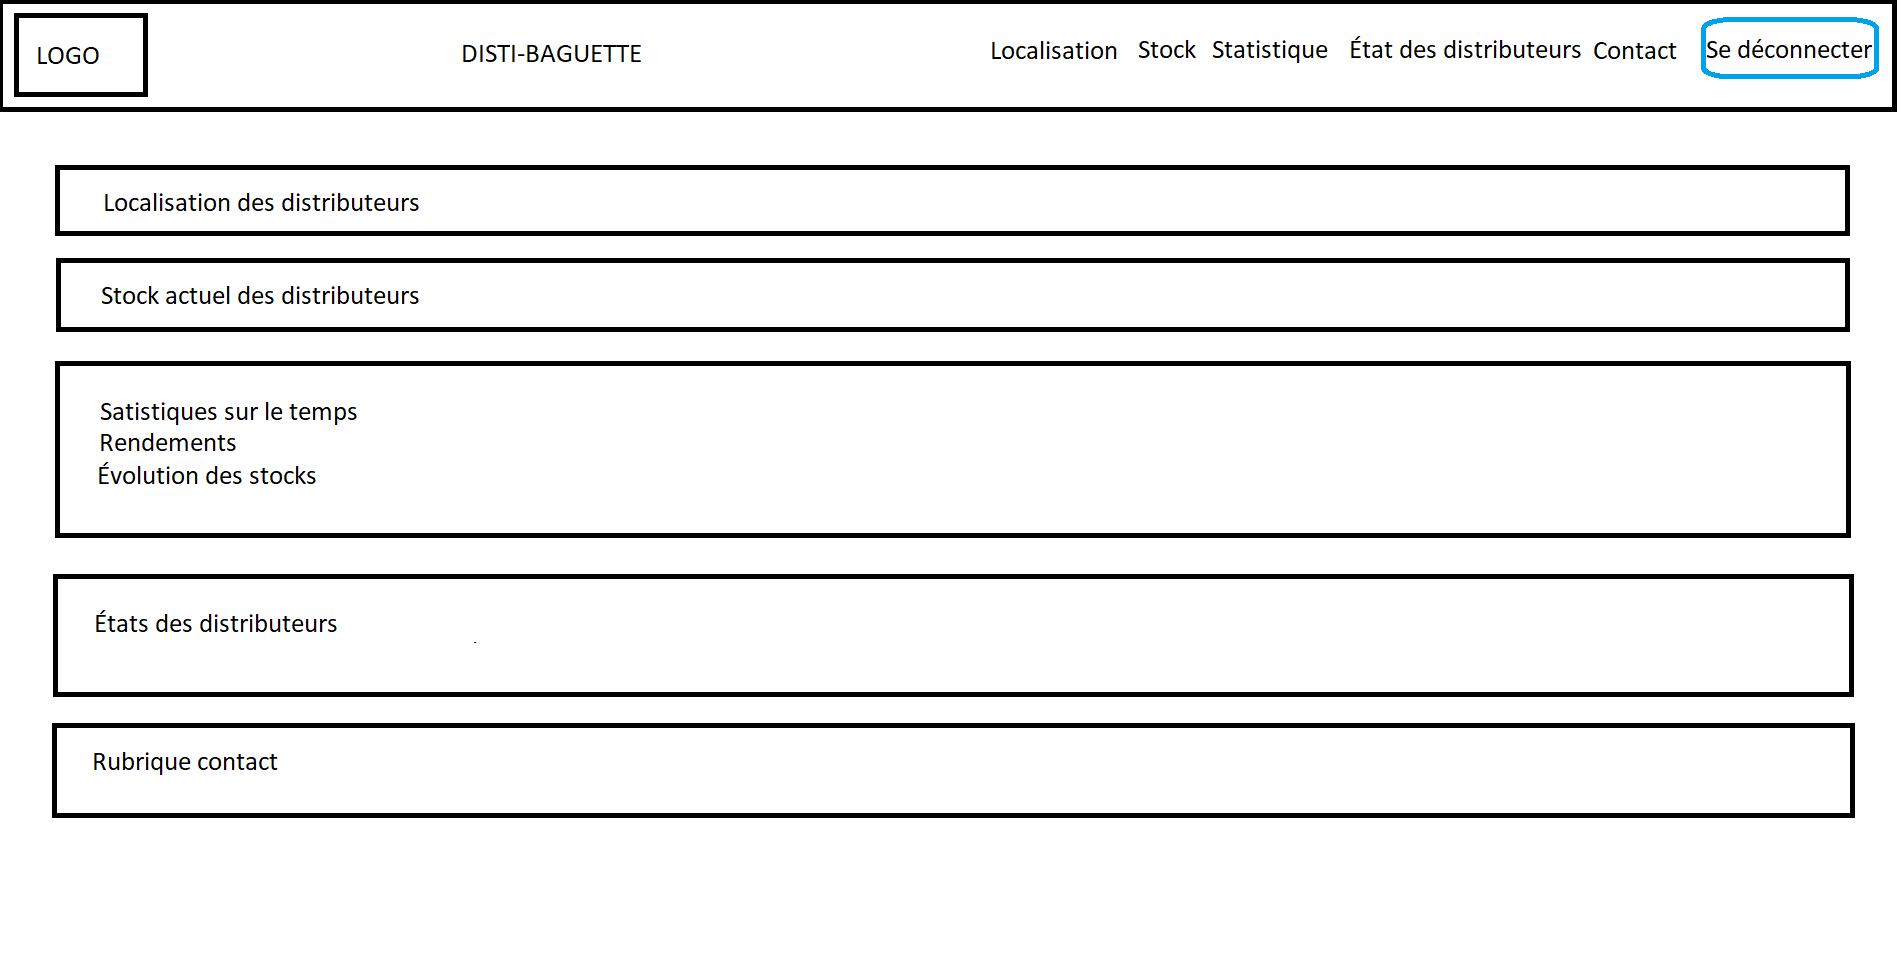 LOGO
DISTI-BAGUETTE
Localisation Stock Statistique État des distributeurs Contact Se déconnecter
Localisation des distributeurs
Stock actuel des distributeurs
Satistiques sur le temps
Rendements
Évolution des stocks
États des distributeurs
Rubrique contact